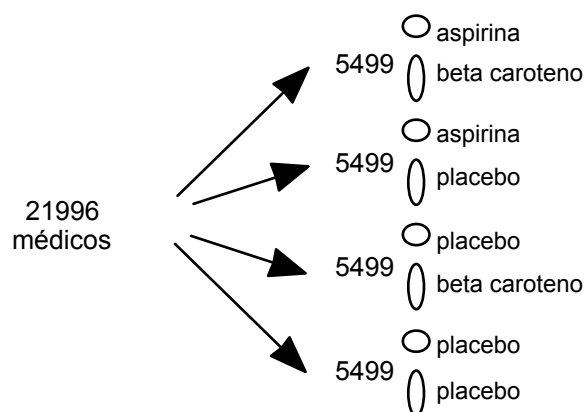 aspirina
5499
beta caroteno
aspirina
5499
placebo
21996
médicos
placebo
5499
beta caroteno
placebo
5499
placebo